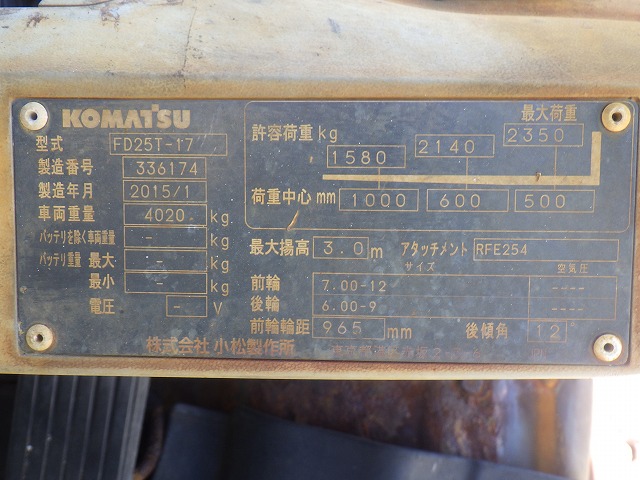 KOMATSU
型式 FD25T-17
製造番号 336174
製造年月 2015/1
車両重量 4020 kg
バッテリを除く車両重量 - kg
バッテリ重量 最大 - kg
最小 - kg
電圧 - V
最大荷重
許容荷重 kg 1580 2140 2350
荷重中心 mm 1000 600 500
最大揚高 3.0 m アタッチメント RFE254
サイズ 空気圧
前輪 7.00-12 ----
後輪 6.00-9 ----
前輪輪距 965 mm 後傾角 12
株式会社 小松製作所